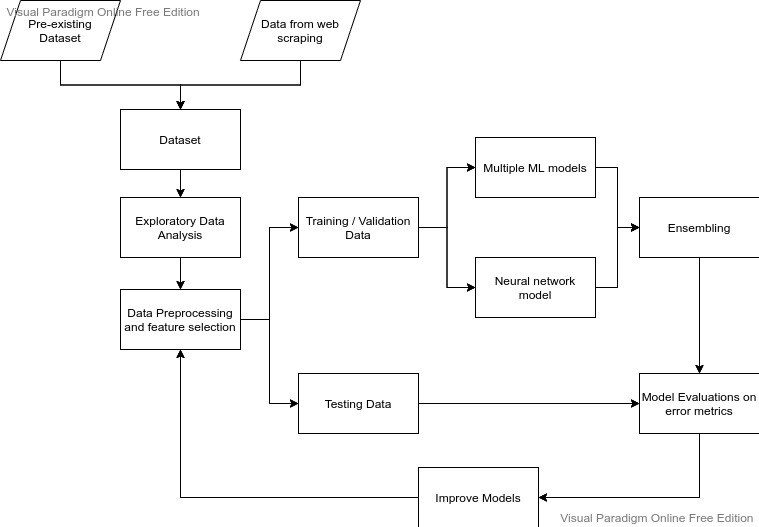 Visual Paradigm Online Free Edition
Pre-existing
Dataset
Data from web
scraping
Dataset
Exploratory Data
Analysis
Data Preprocessing
and feature selection
Training / Validation
Data
Multiple ML models
Neural network
model
Ensembling
Testing Data
Model Evaluations on
error metrics
Improve Models
Visual Paradigm Online Free Edition